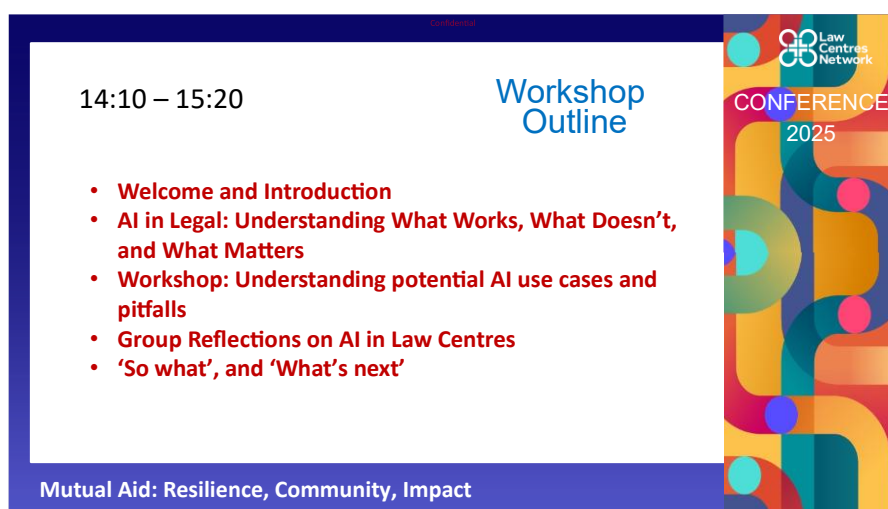 Confidential
Law
Centres
Network
14:10 – 15:20
Workshop
Outline
CONFERENCE
2025
• Welcome and Introduction
• AI in Legal: Understanding What Works, What Doesn't,
and What Matters
• Workshop: Understanding potential AI use cases and
pitfalls
• Group Reflections on AI in Law Centres
• 'So what', and 'What's next'
Mutual Aid: Resilience, Community, Impact